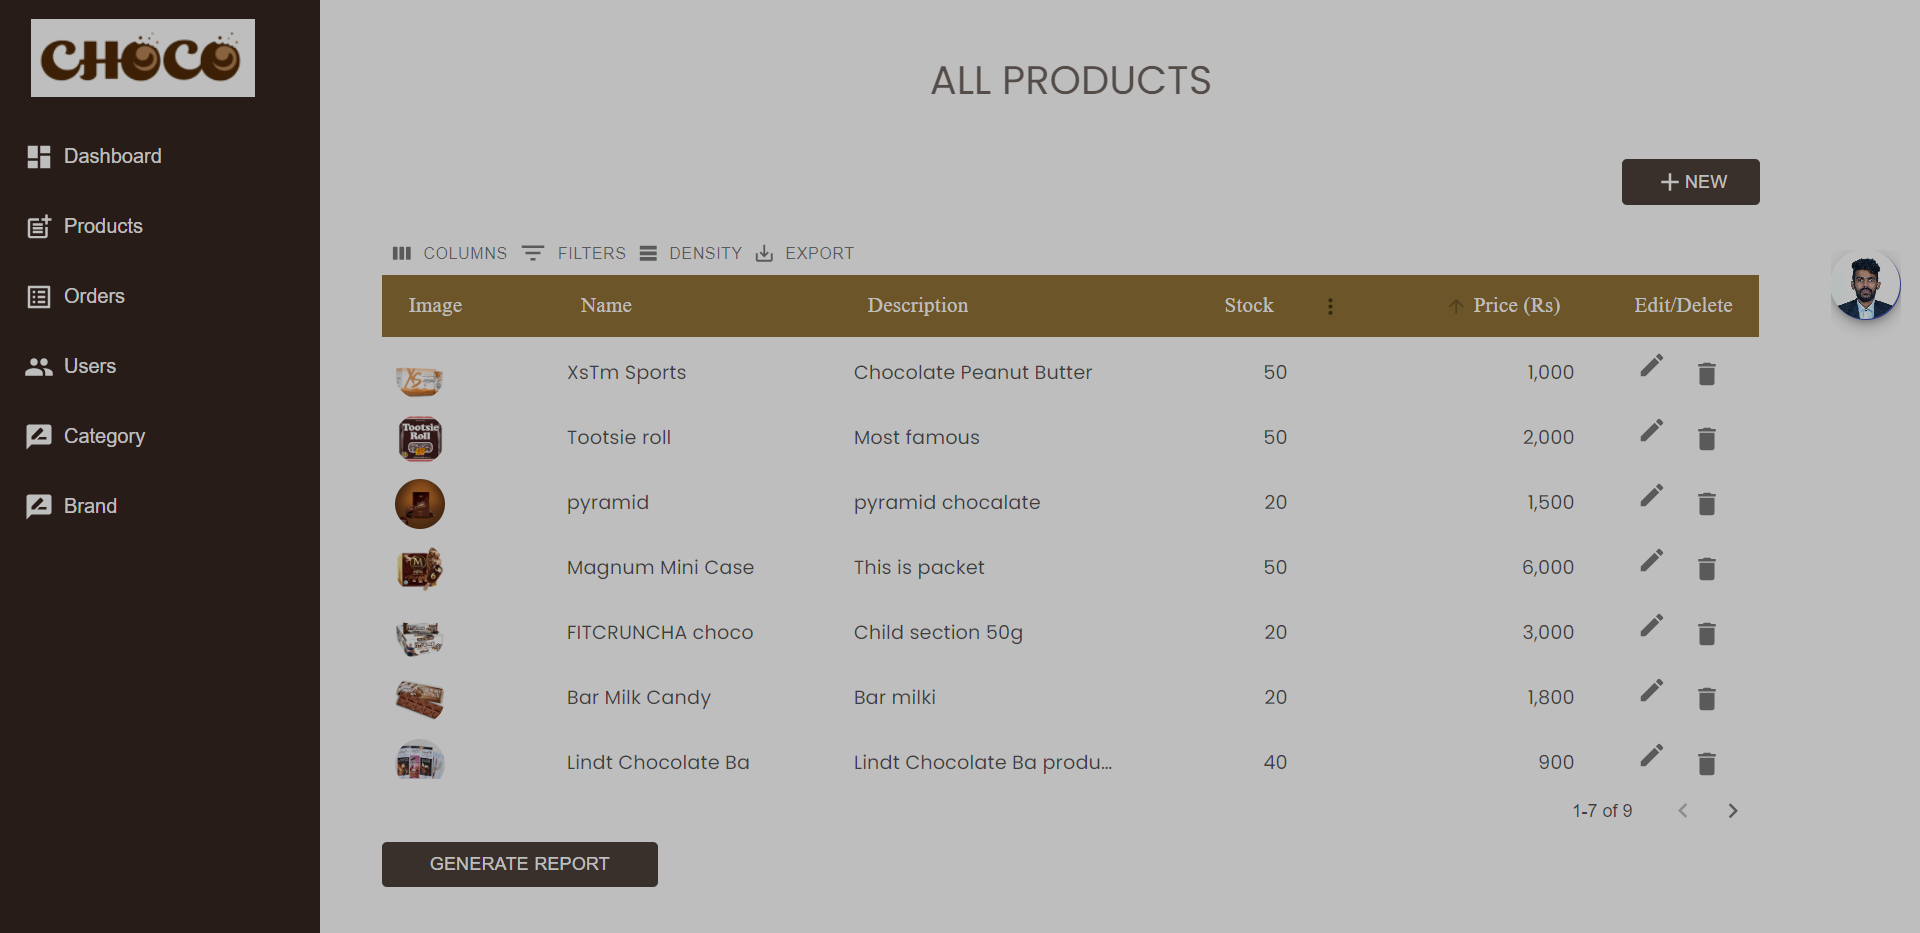 CHOCO
Dashboard
Products
Orders
Users
Category
Brand
ALL PRODUCTS
NEW
COLUMNS FILTERS DENSITY EXPORT
Image Name Description Stock Price (Rs) Edit/Delete
XS
XsTm Sports Chocolate Peanut Butter 50 1,000
Tootsie
Roll
Tootsie roll Most famous 50 2,000
pyramid pyramid chocalate 20 1,500
M
Magnum Mini Case This is packet 50 6,000
FITCRUNCHA choco Child section 50g 20 3,000
Bar Milk Candy Bar milki 20 1,800
Lindt Chocolate Ba Lindt Chocolate Ba produ... 40 900
1-7 of 9
GENERATE REPORT